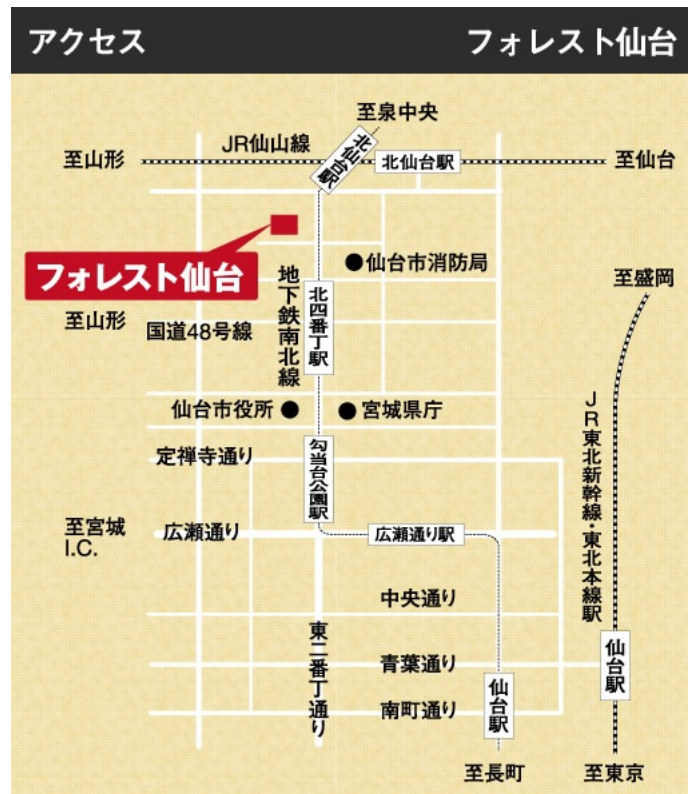 アクセス
フォレスト仙台
至泉中央
JR仙山線
至山形
北仙台駅
北仙台駅
至仙台
フォレスト仙台
仙台市消防局
至盛岡
地下鉄南北線
北四番丁駅
至山形
国道48号線
仙台市役所
宮城県庁
JR東北新幹線・東北本線駅
定禅寺通り
勾当台公園駅
至宮城
I.C.
広瀬通り
広瀬通り駅
中央通り
東二番丁通り
青葉通り
仙台駅
仙台駅
南町通り
至長町
至東京